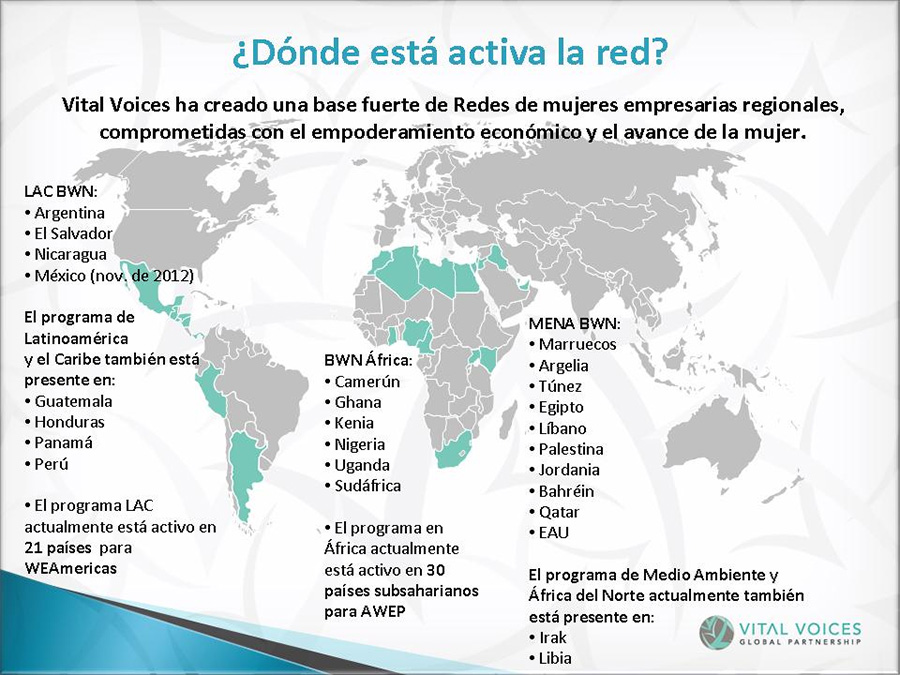 ¿Dónde está activa la red?
Vital Voices ha creado una base fuerte de Redes de mujeres empresarias regionales,
comprometidas con el empoderamiento económico y el avance de la mujer.
LAC BWN:
• Argentina
• El Salvador
• Nicaragua
• México (nov. de 2012)
El programa de
Latinoamérica
y el Caribe también está
presente en:
• Guatemala
• Honduras
• Panamá
• Perú
• El programa LAC
actualmente está activo en
21 países para
WEAmericas
BWN África:
• Camerún
• Ghana
• Kenia
• Nigeria
• Uganda
• Sudáfrica
• El programa en
África actualmente
está activo en 30
países subsaharianos
para AWEP
MENA BWN:
• Marruecos
• Argelia
• Túnez
• Egipto
• Líbano
• Palestina
• Jordania
• Bahréin
• Qatar
• EAU
El programa de Medio Ambiente y
África del Norte actualmente también
está presente en:
• Irak
• Libia
VITAL VOICES
GLOBAL PARTNERSHIP